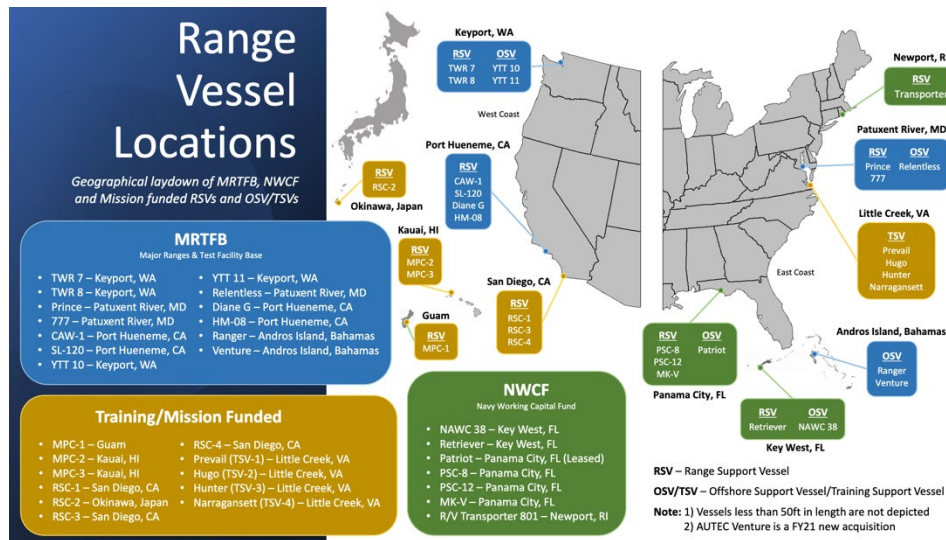 Range
Vessel
Locations
Geographical laydown of MRTFB, NWCF
and Mission funded RSVs and OSV/TSVs
MRTFB
Major Ranges & Test Facility Base
• TWR 7 – Keyport, WA
• TWR 8 – Keyport, WA
• Prince – Patuxent River, MD
• 777 – Patuxent River, MD
• CAW-1 – Port Hueneme, CA
• SL-120 – Port Hueneme, CA
• YTT 10 – Keyport, WA
• YTT 11 – Keyport, WA
• Relentless – Patuxent River, MD
• Diane G – Port Hueneme, CA
• HM-08 – Port Hueneme, CA
• Ranger – Andros Island, Bahamas
• Venture – Andros Island, Bahamas
Training/Mission Funded
• MPC-1 – Guam
• MPC-2 – Kauai, HI
• MPC-3 – Kauai, HI
• RSC-1 – San Diego, CA
• RSC-2 – Okinawa, Japan
• RSC-3 – San Diego, CA
• RSC-4 – San Diego, CA
• Prevail (TSV-1) – Little Creek, VA
• Hugo (TSV-2) – Little Creek, VA
• Hunter (TSV-3) – Little Creek, VA
• Narragansett (TSV-4) – Little Creek, VA
NWCF
Navy Working Capital Fund
• NAWC 38 – Key West, FL
• Retriever – Key West, FL
• Patriot – Panama City, FL (Leased)
• PSC-8 – Panama City, FL
• PSC-12 – Panama City, FL
• MK-V – Panama City, FL
• R/V Transporter 801 – Newport, RI
Keyport, WA
RSV OSV
TWR 7 YTT 10
TWR 8 YTT 11
West Coast
Port Hueneme, CA
RSV
CAW-1
SL-120
Diane G
HM-08
RSV
RSC-2
Okinawa, Japan
Kauai, HI
RSV
MPC-2
MPC-3
Guam
RSV
MPC-1
San Diego, CA
RSV
RSC-1
RSC-3
RSC-4
Newport, R
RSV
Transporter
Patuxent River, MD
RSV OSV
Prince Relentless
777
Little Creek, VA
TSV
Prevail
Hugo
Hunter
Narragansett
East Coast
RSV OSV
PSC-8 Patriot
PSC-12
MK-V
Panama City, FL
Andros Island, Bahamas
OSV
Ranger
Venture
RSV OSV
Retriever NAWC 38
Key West, FL
RSV – Range Support Vessel
OSV/TSV – Offshore Support Vessel/Training Support Vessel
Note: 1) Vessels less than 50ft in length are not depicted
2) AUTEC Venture is a FY21 new acquisition